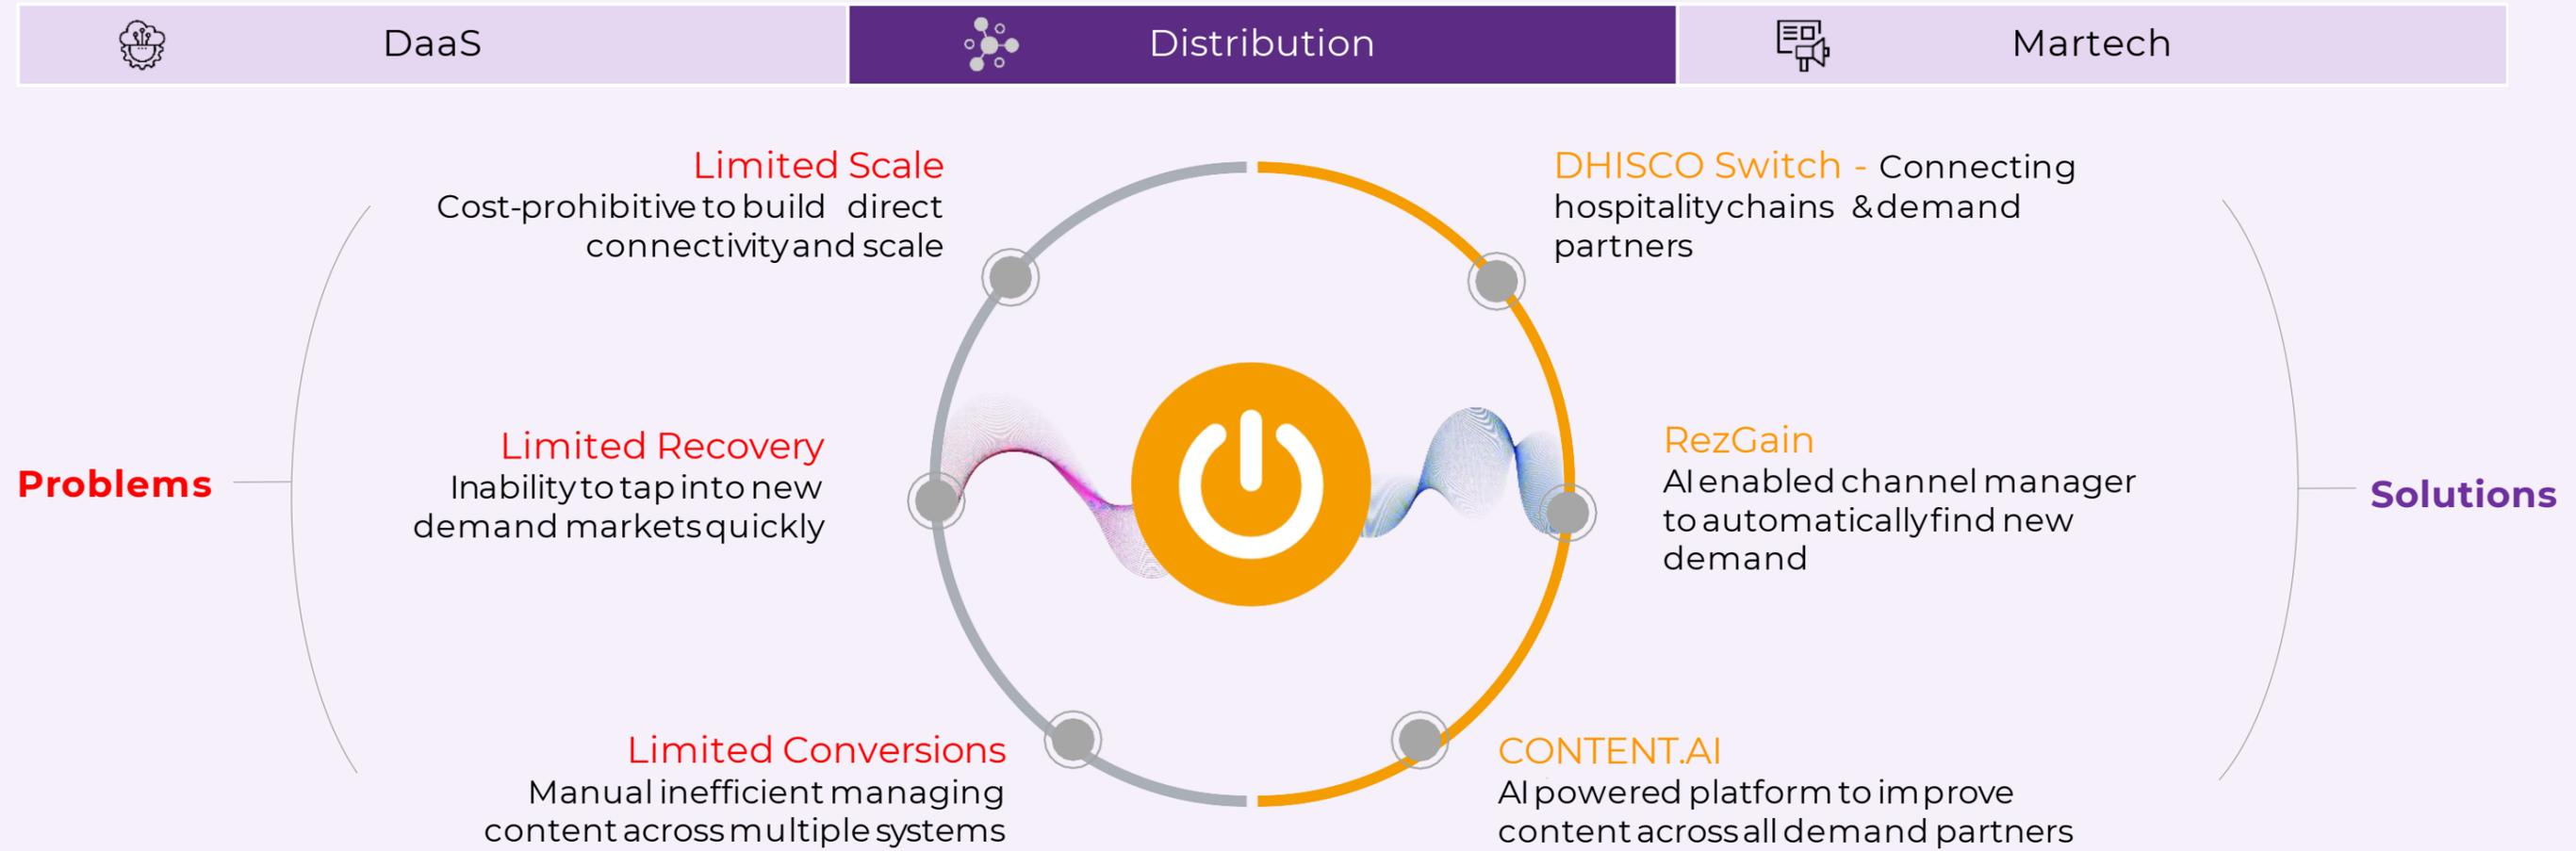 DaaS
Distribution
Martech
Problems
Limited Scale
Cost-prohibitive to build direct
connectivity and scale
Limited Recovery
Inability to tap into new
demand markets quickly
Limited Conversions
Manual inefficient managing
content across multiple systems
DHISCO Switch - Connecting
hospitality chains & demand
partners
RezGain
AI enabled channel manager
to automatically find new
demand
CONTENT.AI
AI powered platform to improve
content across all demand partners
Solutions